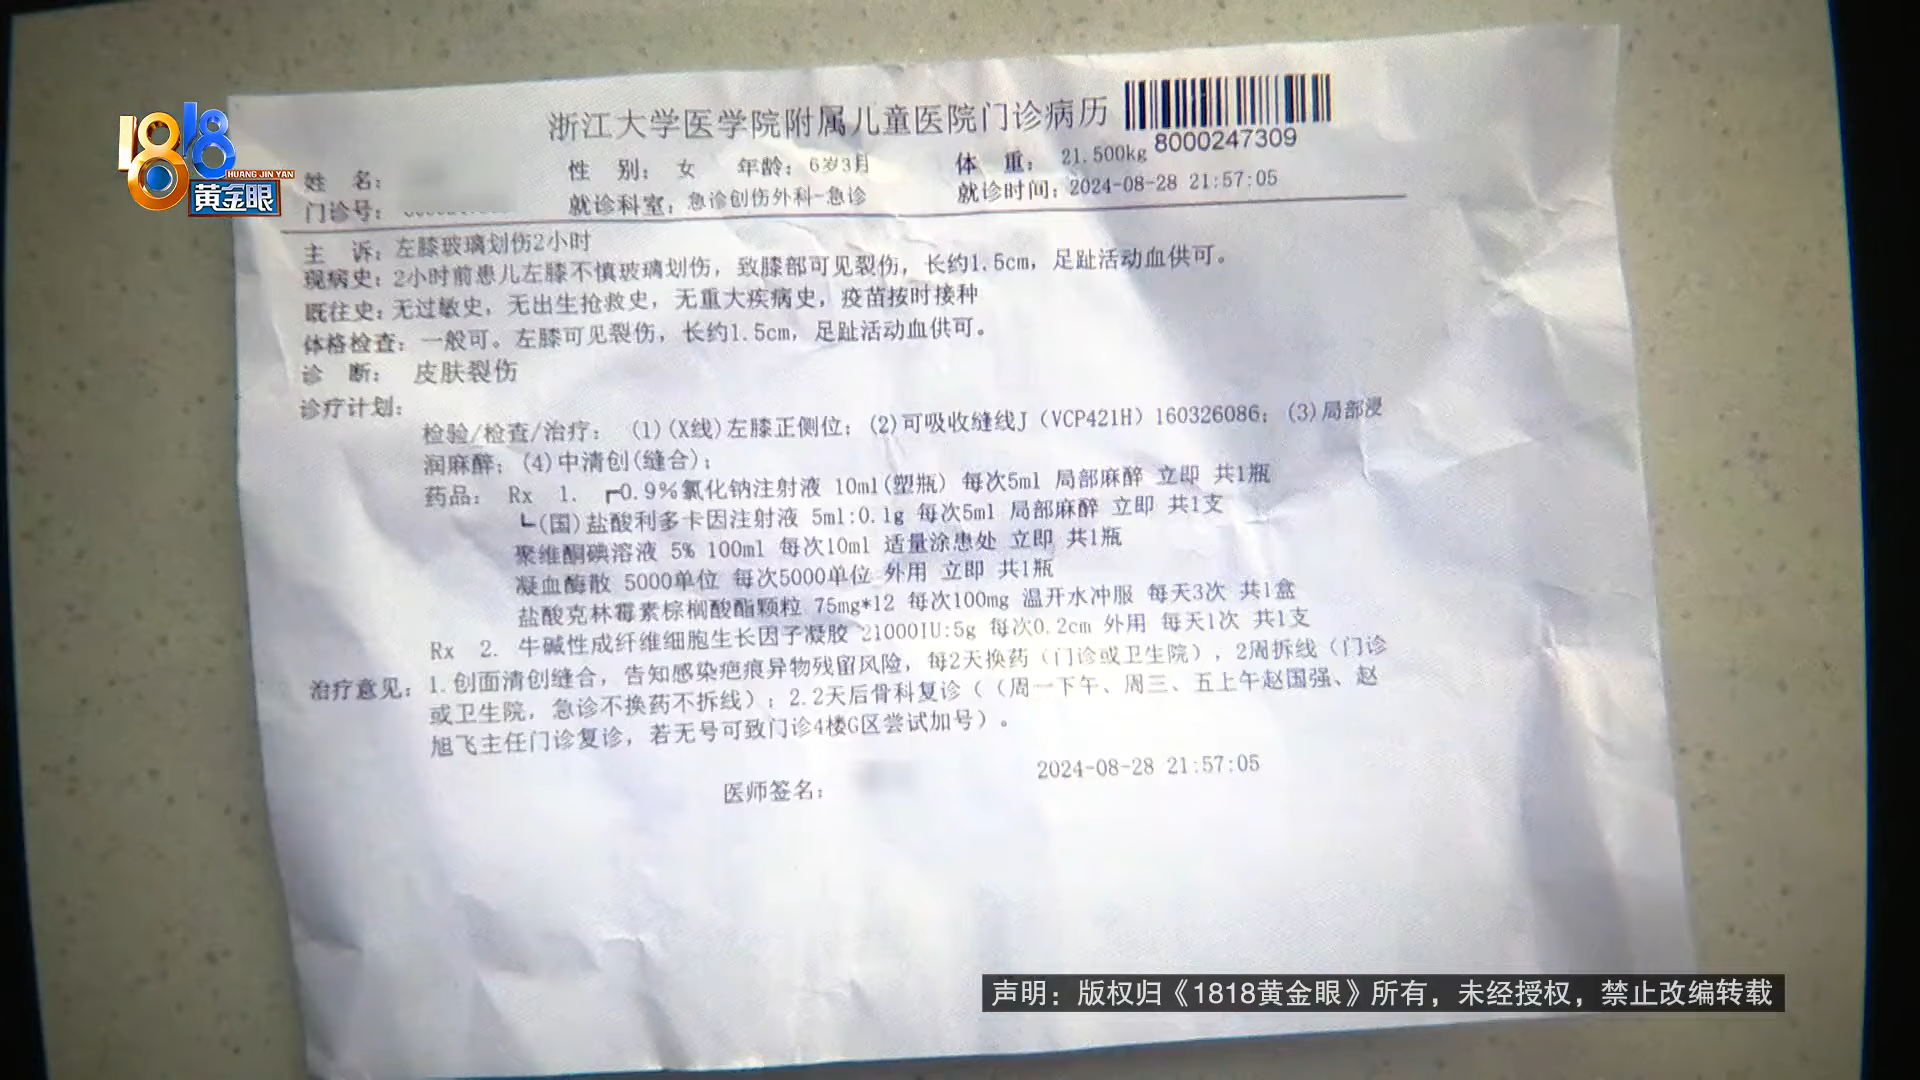 1818
HUANG JIN YAN
黄金眼
浙江大学医学院附属儿童医院门诊病历
8000247309
姓 名：
性 别： 女 年龄：6岁3月 体 重： 21.500kg
门诊号：
就诊科室：急诊创伤外科-急诊 就诊时间：2024-08-28 21:57:05
主 诉：左膝玻璃划伤2小时
现病史：2小时前患儿左膝不慎玻璃划伤，致膝部可见裂伤，长约1.5cm，足趾活动血供可。
既往史：无过敏史，无出生抢救史，无重大疾病史，疫苗按时接种
体格检查：一般可。左膝可见裂伤，长约1.5cm，足趾活动血供可。
诊 断： 皮肤裂伤
诊疗计划：
检验/检查/治疗： (1)(X线)左膝正侧位；(2)可吸收缝线J（VCP421H）160326086；(3)局部浸
润麻醉；(4)中清创(缝合)；
药品： Rx 1. ┏0.9%氯化钠注射液 10ml(塑瓶) 每次5ml 局部麻醉 立即 共1瓶
┗(国)盐酸利多卡因注射液 5ml:0.1g 每次5ml 局部麻醉 立即 共1支
聚维酮碘溶液 5% 100ml 每次10ml 适量涂患处 立即 共1瓶
凝血酶散 5000单位 每次5000单位 外用 立即 共1瓶
盐酸克林霉素棕榈酸酯颗粒 75mg*12 每次100mg 温开水冲服 每天3次 共1盒
Rx 2. 牛碱性成纤维细胞生长因子凝胶 21000IU:5g 每次0.2cm 外用 每天1次 共1支
治疗意见：1.创面清创缝合，告知感染疤痕异物残留风险，每2天换药（门诊或卫生院），2周拆线（门诊
或卫生院，急诊不换药不拆线）；2.2天后骨科复诊（（周一下午、周三、五上午赵国强、赵
旭飞主任门诊复诊，若无号可致门诊4楼G区尝试加号）。
医师签名： 2024-08-28 21:57:05
声明：版权归《1818黄金眼》所有，未经授权，禁止改编转载